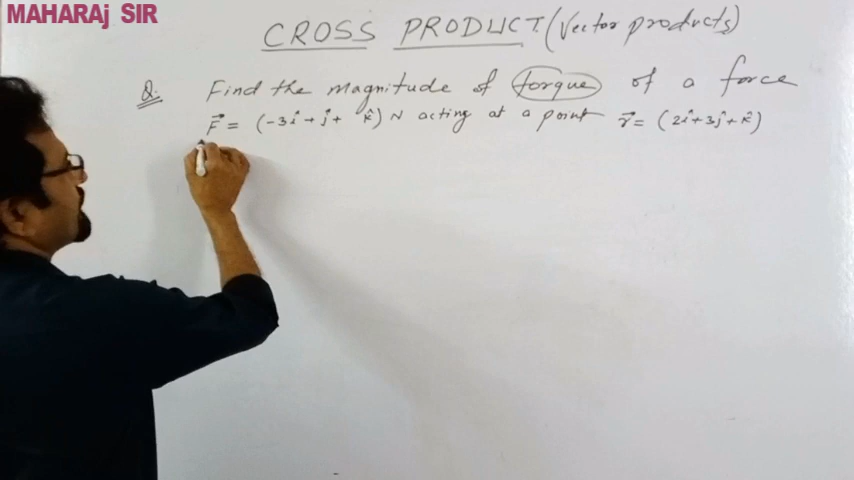 MAHARAj SIR
CROSS PRODUCT (Vector products)
Q. Find the magnitude of torque of a force
F⃗ = (-3î + ĵ + k̂) N acting at a point r⃗ = (2î+3ĵ+k̂)